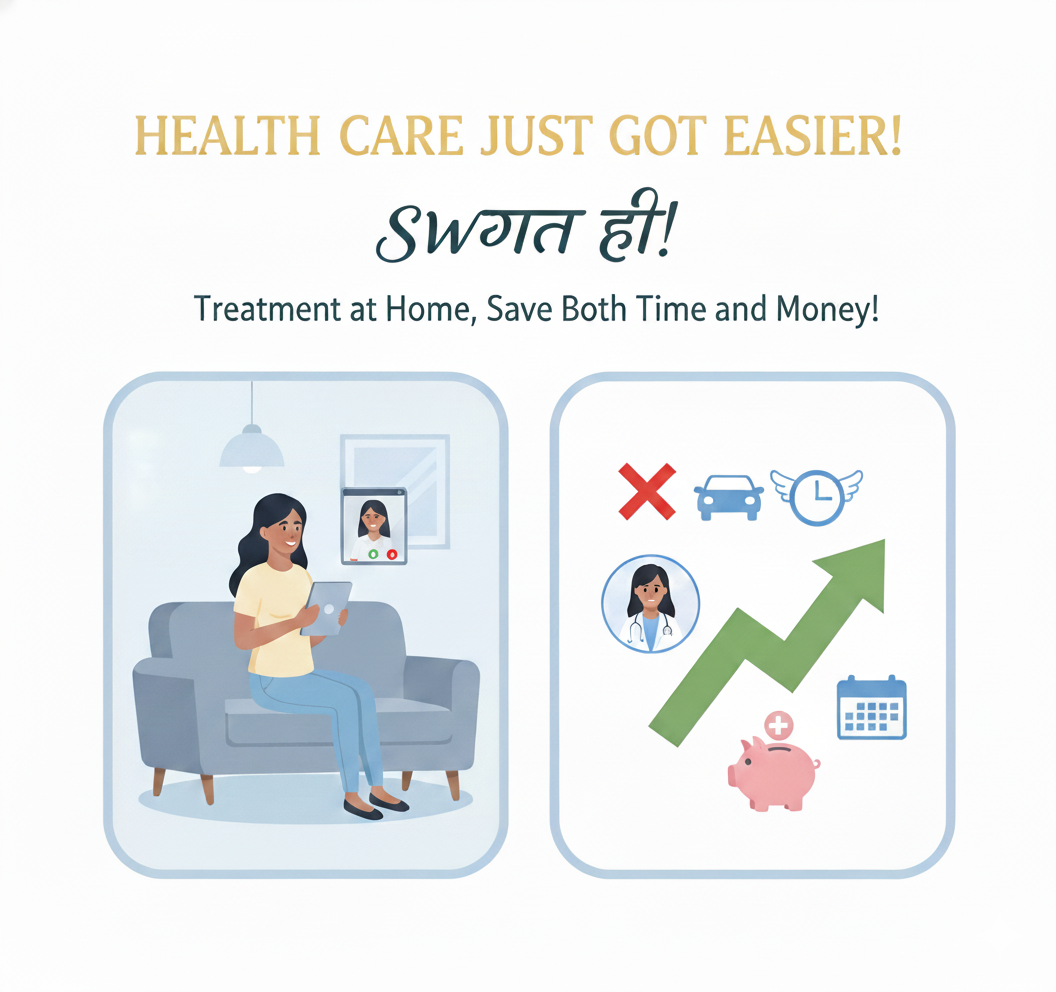 HEALTH CARE JUST GOT EASIER!
Swगत ही!
Treatment at Home, Save Both Time and Money!